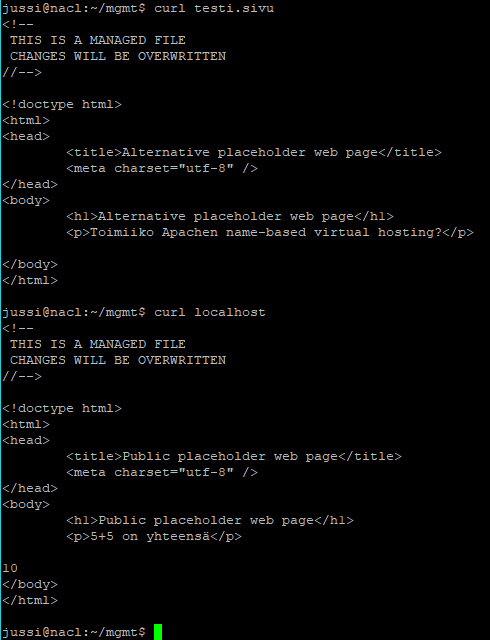 jussi@nacl:~/mgmt$ curl testi.sivu
<!--
 THIS IS A MANAGED FILE
 CHANGES WILL BE OVERWRITTEN
//-->

<!doctype html>
<html>
<head>
        <title>Alternative placeholder web page</title>
        <meta charset="utf-8" />
</head>
<body>
        <h1>Alternative placeholder web page</h1>
        <p>Toimiiko Apachen name-based virtual hosting?</p>

</body>
</html>

jussi@nacl:~/mgmt$ curl localhost
<!--
 THIS IS A MANAGED FILE
 CHANGES WILL BE OVERWRITTEN
//-->

<!doctype html>
<html>
<head>
        <title>Public placeholder web page</title>
        <meta charset="utf-8" />
</head>
<body>
        <h1>Public placeholder web page</h1>
        <p>5+5 on yhteensä</p>

10
</body>
</html>

jussi@nacl:~/mgmt$